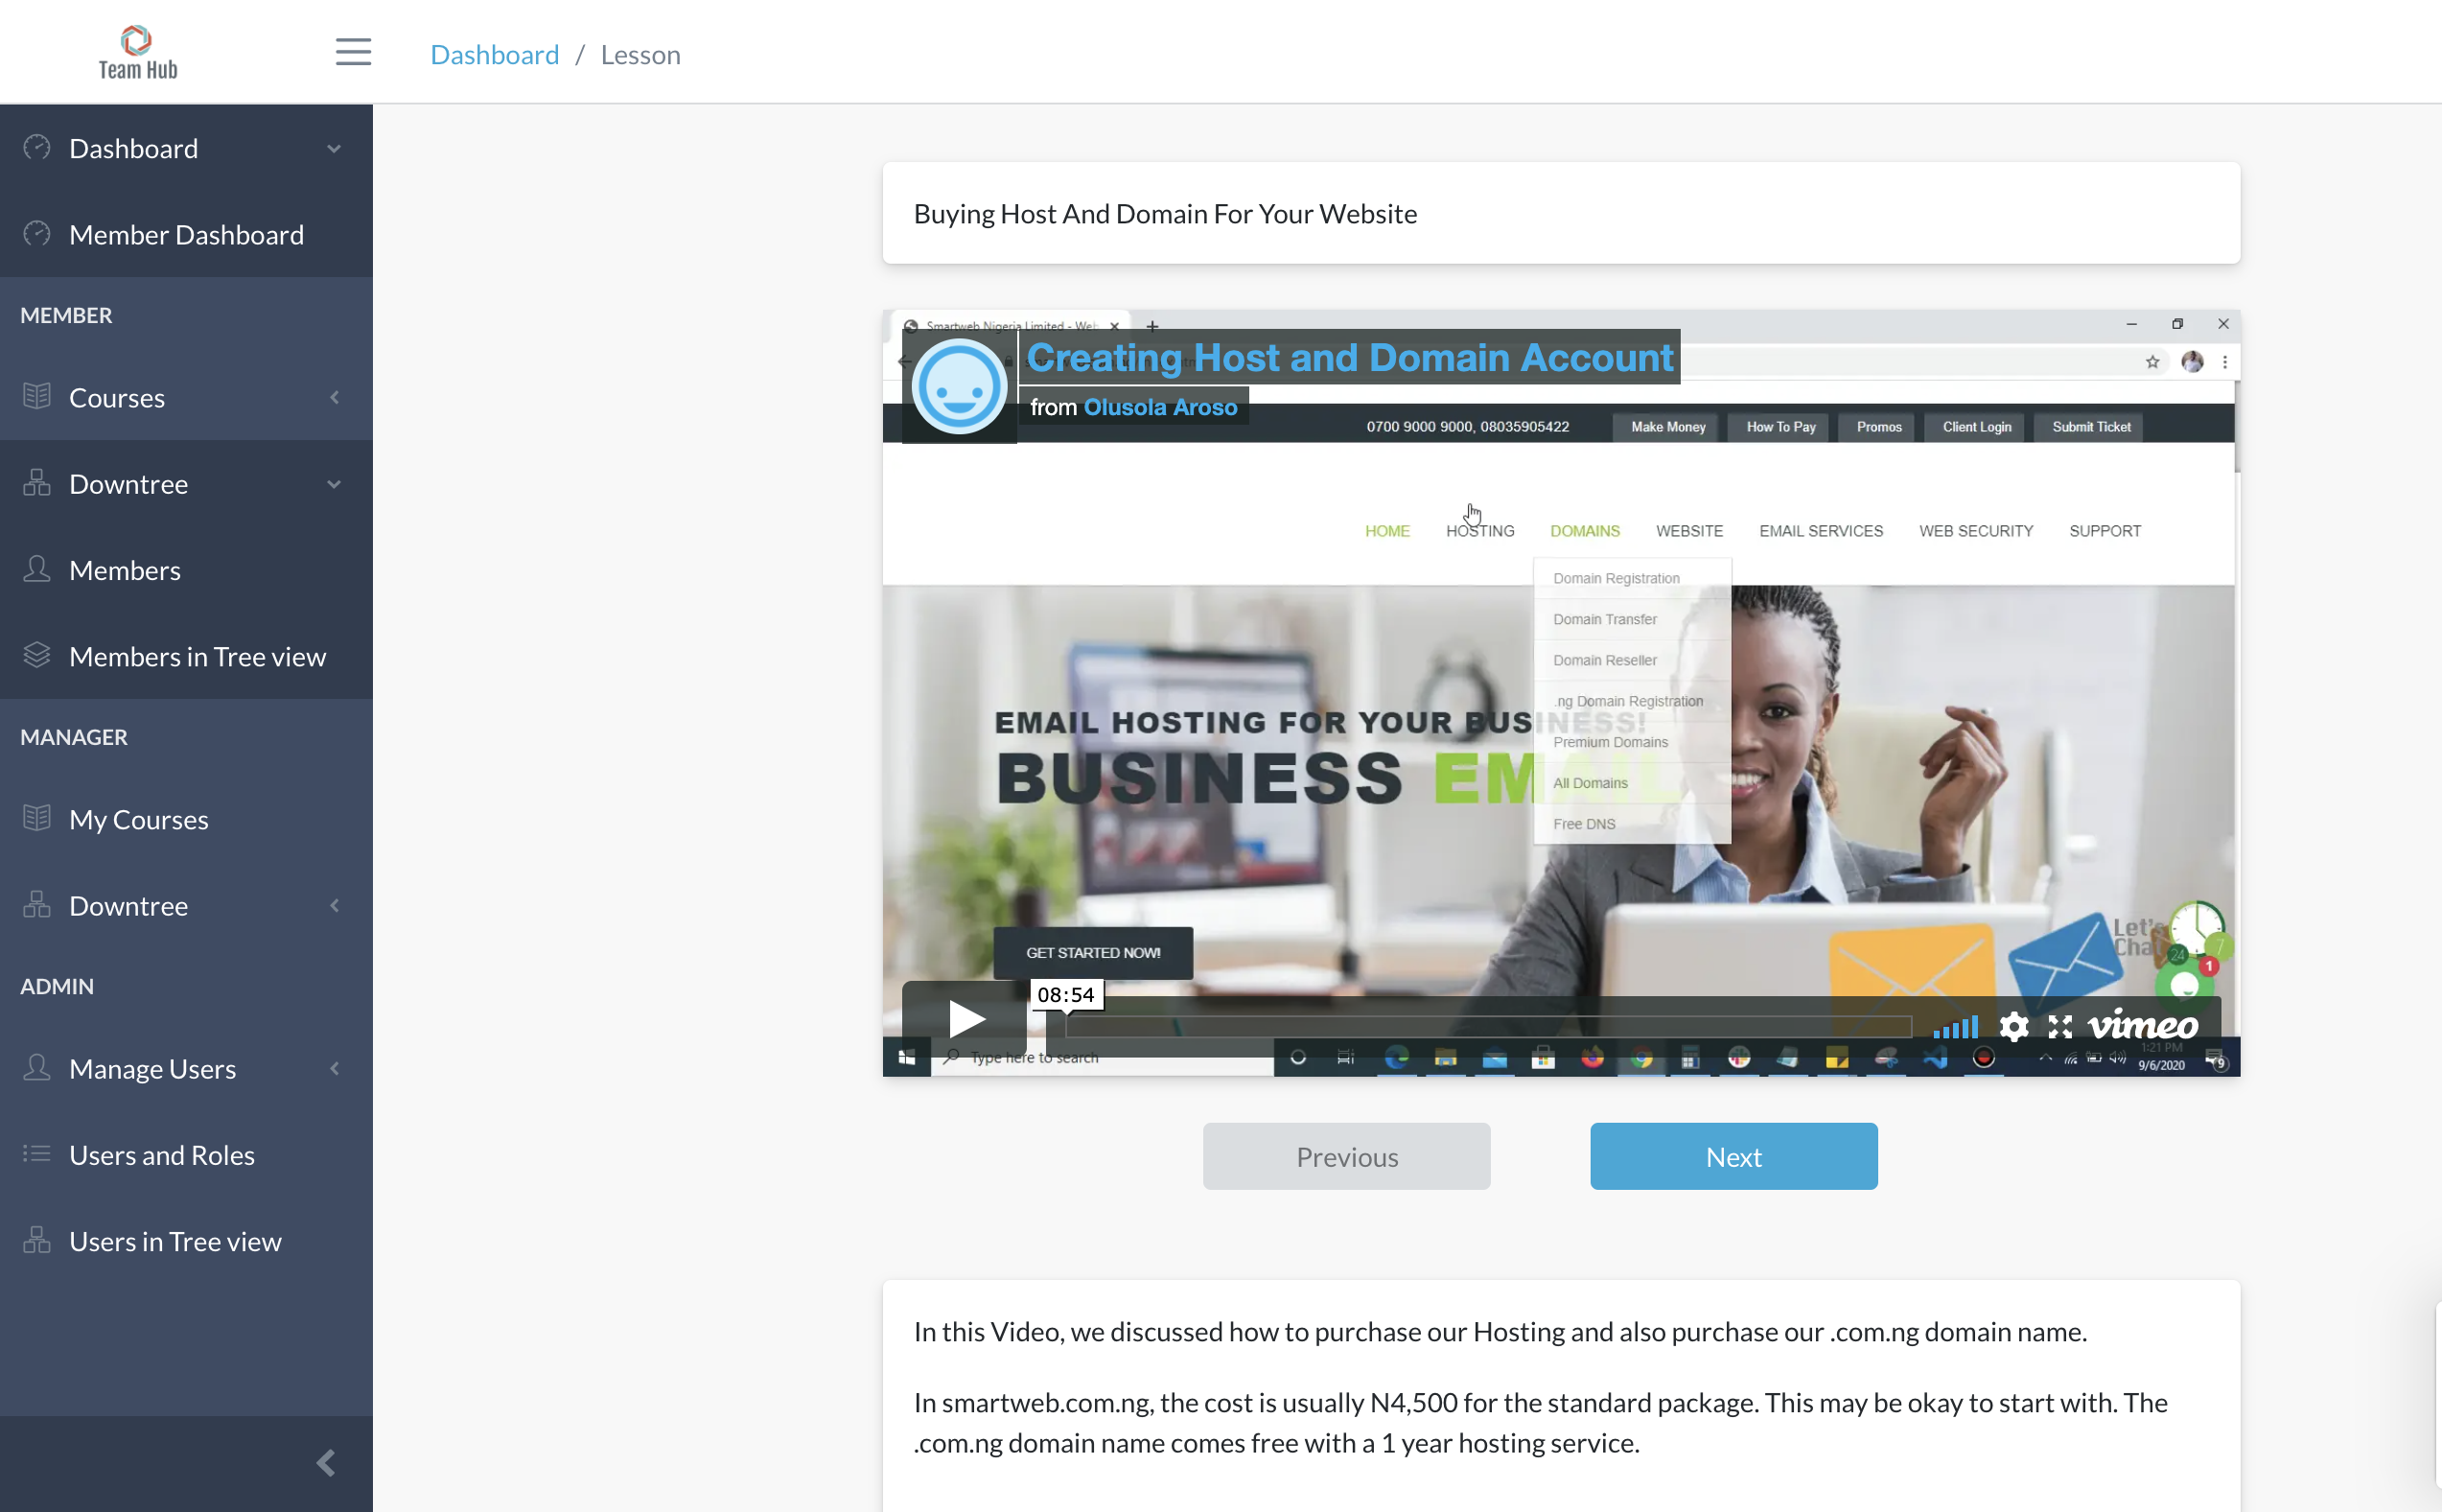 Team Hub
Dashboard / Lesson
Dashboard
Member Dashboard
MEMBER
Courses
Downtree
Members
Members in Tree view
MANAGER
My Courses
Downtree
ADMIN
Manage Users
Users and Roles
Users in Tree view
Buying Host And Domain For Your Website
Smartweb Nigeria Limited - Web
Creating Host and Domain Account
from Olusola Aroso
0700 9000 9000, 08035905422 Make Money How To Pay Promos Client Login Submit Ticket
HOME HOSTING DOMAINS WEBSITE EMAIL SERVICES WEB SECURITY SUPPORT
Domain Registration
Domain Transfer
Domain Reseller
.ng Domain Registration
Premium Domains
All Domains
Free DNS
EMAIL HOSTING FOR YOUR BUSINESS!
BUSINESS EMAIL
GET STARTED NOW!
Let's
Chat
24
7
1
08:54
vimeo
Type here to search
1:21 PM
9/6/2020
9
Previous Next
In this Video, we discussed how to purchase our Hosting and also purchase our .com.ng domain name.
In smartweb.com.ng, the cost is usually N4,500 for the standard package. This may be okay to start with. The
.com.ng domain name comes free with a 1 year hosting service.